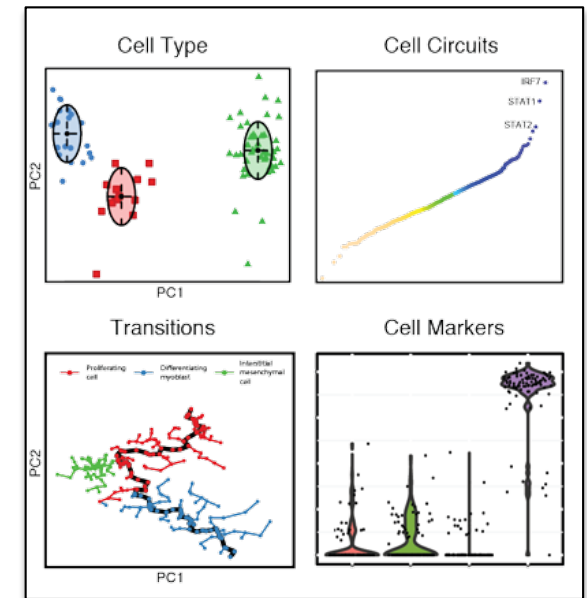 Cell Type
Cell Circuits
PC2
PC1
IRF7
STAT1
STAT2
Transitions
Cell Markers
Proliferating
cell
Differentiating
myoblast
Interstitial
mesenchymal
cell
PC2
PC1